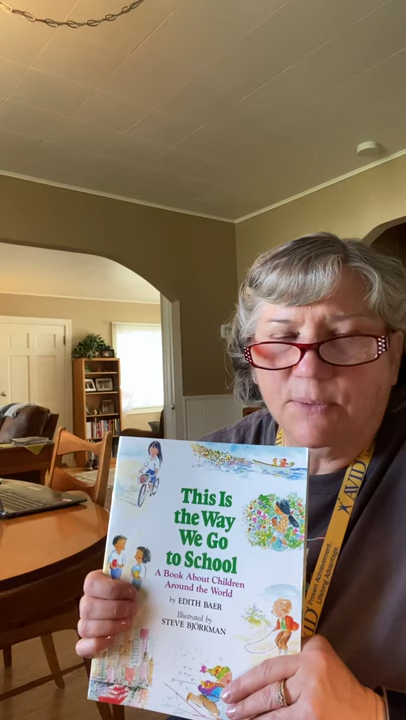 This Is
the Way
We Go
to School
A Book About Children
Around the World
by EDITH BAER
Illustrated by
STEVE BJÖRKMAN
AVID